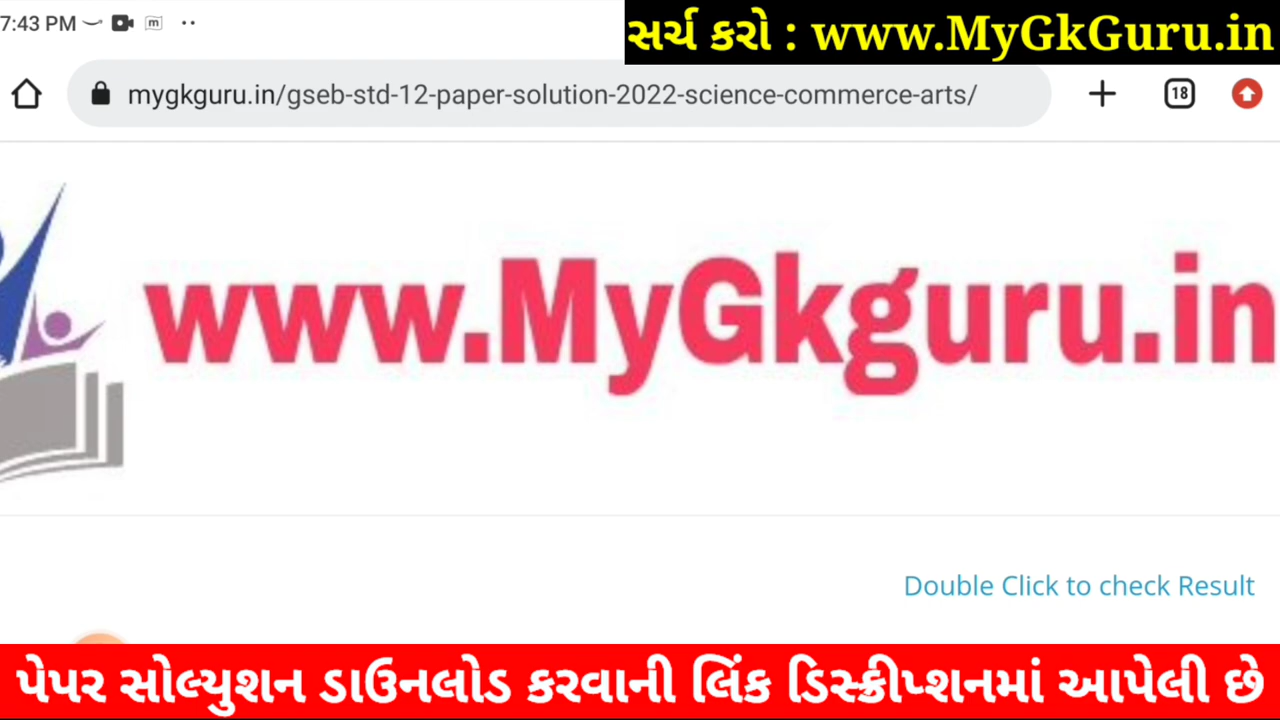 7:43 PM
સર્ચ કરો : www.MyGkGuru.in
mygkguru.in/gseb-std-12-paper-solution-2022-science-commerce-arts/
18
www.MyGkguru.in
Double Click to check Result
પેપર સોલ્યુશન ડાઉનલોડ કરવાની લિંક ડિસ્ક્રીપ્શનમાં આપેલી છે